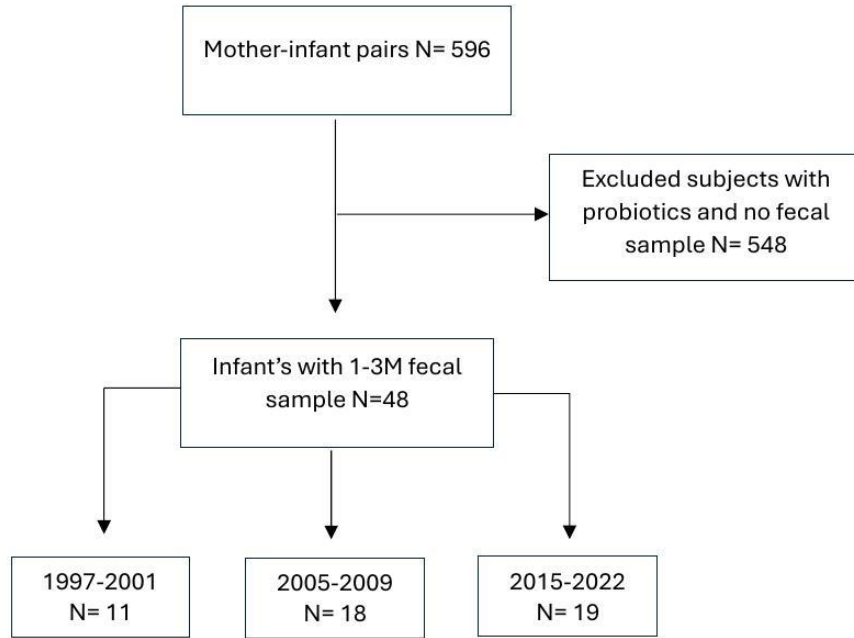 Mother-infant pairs N= 596
Excluded subjects with
probiotics and no fecal
sample N= 548
Infant's with 1-3M fecal
sample N=48
1997-2001
N= 11
2005-2009
N= 18
2015-2022
N= 19